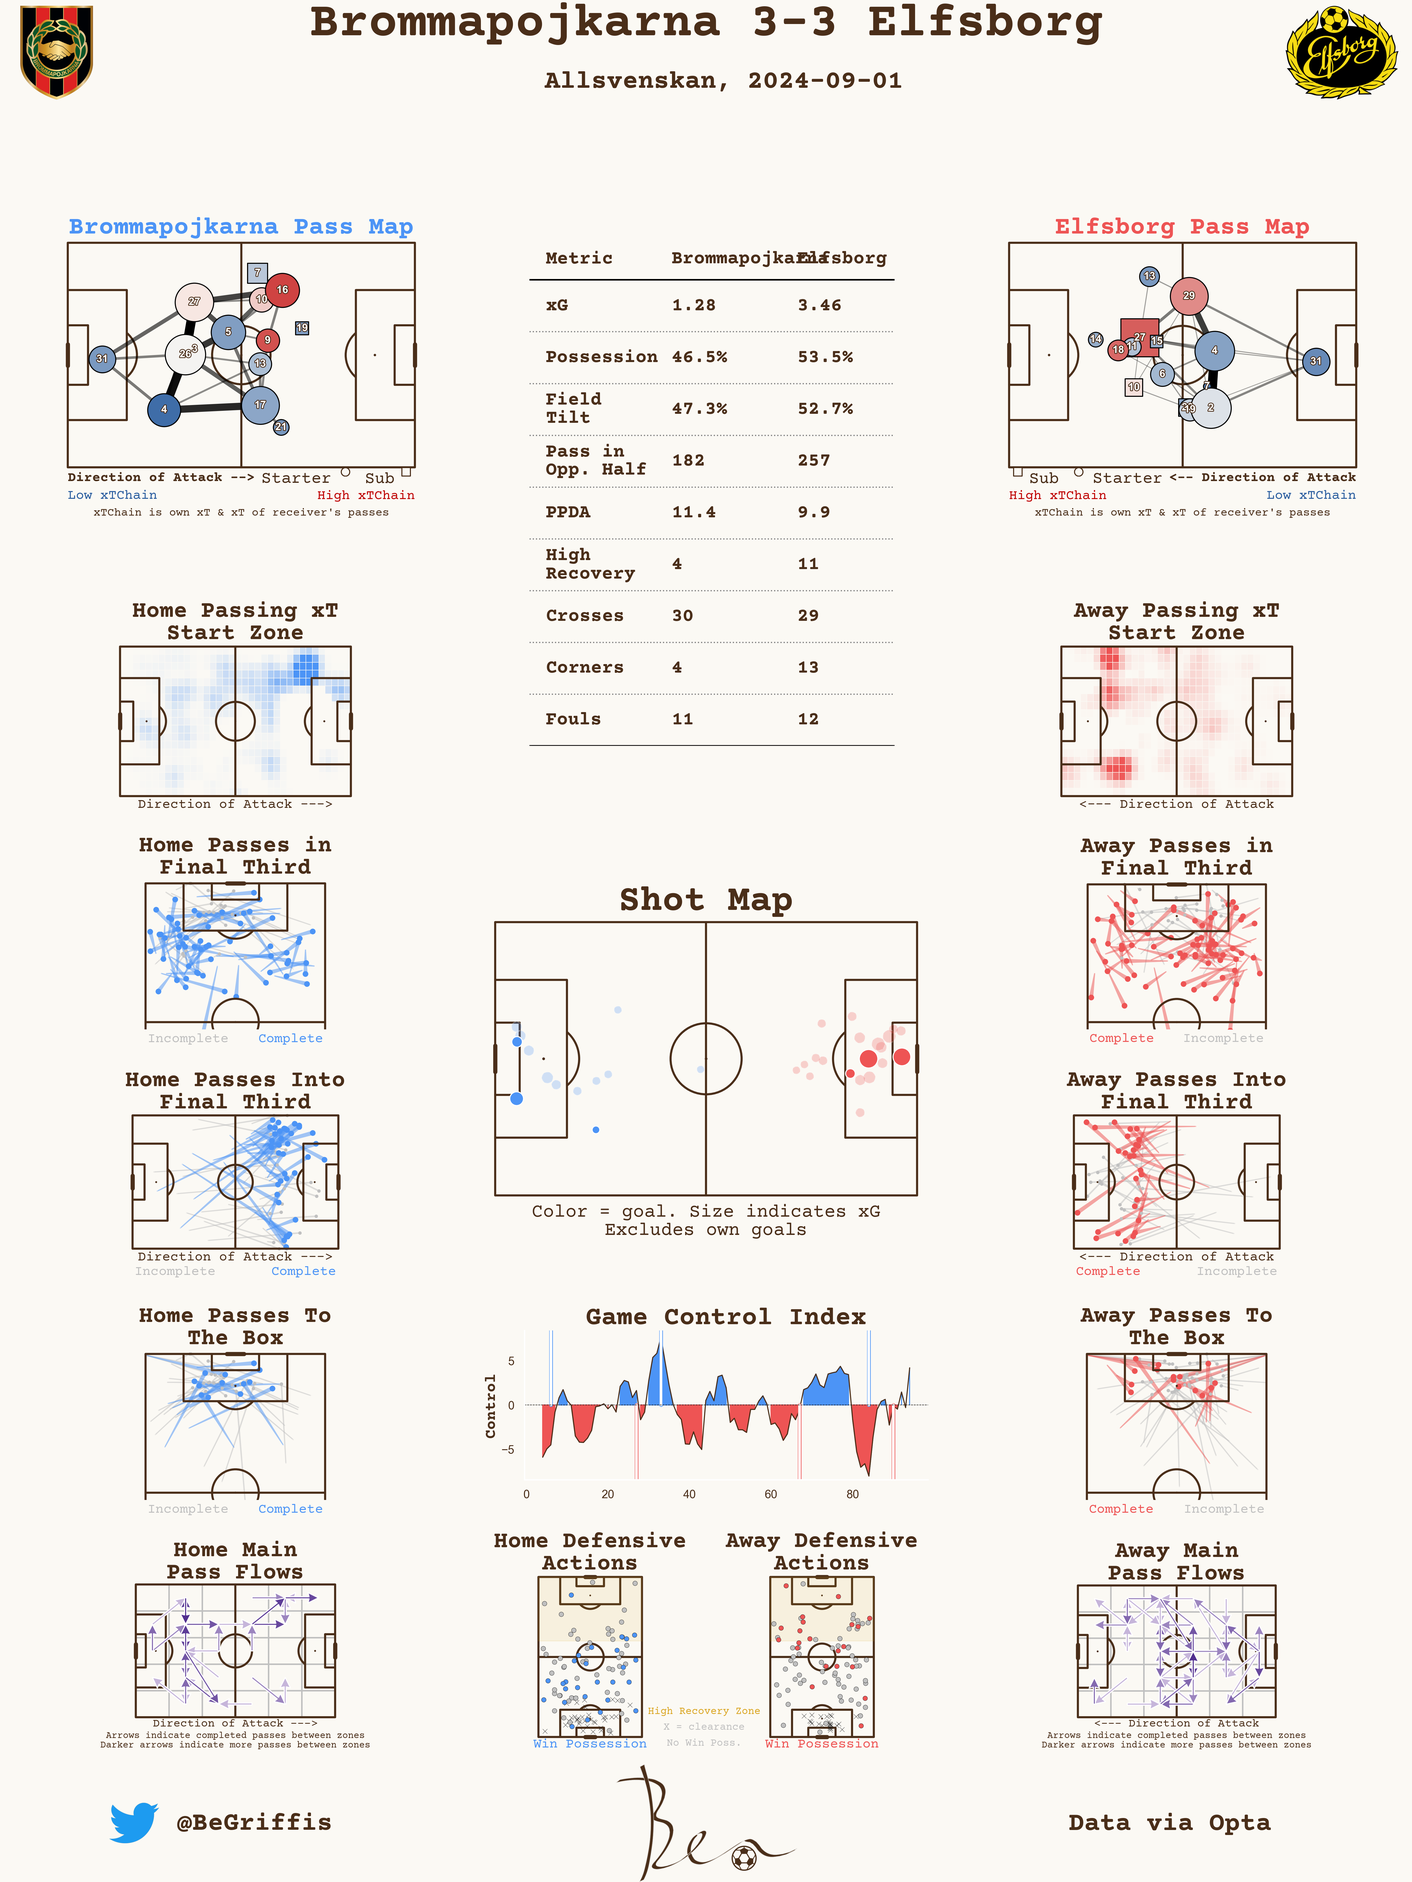 Brommapojkarna 3-3 Elfsborg
Allsvenskan, 2024-09-01
BROMMAPOJKARNA
Elfsborg
Brommapojkarna Pass Map
7
16
10
27
5
19
9
26
3
31
13
4
17
21
Direction of Attack --> Starter Sub
Low xTChain High xTChain
xTChain is own xT & xT of receiver's passes
Metric Brommapojkarna Elfsborg
xG 1.28 3.46
Possession 46.5% 53.5%
Field
Tilt 47.3% 52.7%
Pass in
Opp. Half 182 257
PPDA 11.4 9.9
High
Recovery 4 11
Crosses 30 29
Corners 4 13
Fouls 11 12
Elfsborg Pass Map
13
29
14
27
15
18
11
4
31
6
10
7
19
2
Sub Starter <-- Direction of Attack
High xTChain Low xTChain
xTChain is own xT & xT of receiver's passes
Home Passing xT
Start Zone
Direction of Attack --->
Away Passing xT
Start Zone
<--- Direction of Attack
Home Passes in
Final Third
Incomplete Complete
Away Passes in
Final Third
Complete Incomplete
Shot Map
Color = goal. Size indicates xG
Excludes own goals
Home Passes Into
Final Third
Direction of Attack --->
Incomplete Complete
Away Passes Into
Final Third
<--- Direction of Attack
Complete Incomplete
Home Passes To
The Box
Incomplete Complete
Game Control Index
Control
5
0
−5
0 20 40 60 80
Away Passes To
The Box
Complete Incomplete
Home Main
Pass Flows
Direction of Attack --->
Arrows indicate completed passes between zones
Darker arrows indicate more passes between zones
Home Defensive
Actions
Win Possession
High Recovery Zone
X = clearance
No Win Poss.
Away Defensive
Actions
Win Possession
Away Main
Pass Flows
<--- Direction of Attack
Arrows indicate completed passes between zones
Darker arrows indicate more passes between zones
@BeGriffis
Ben
Data via Opta